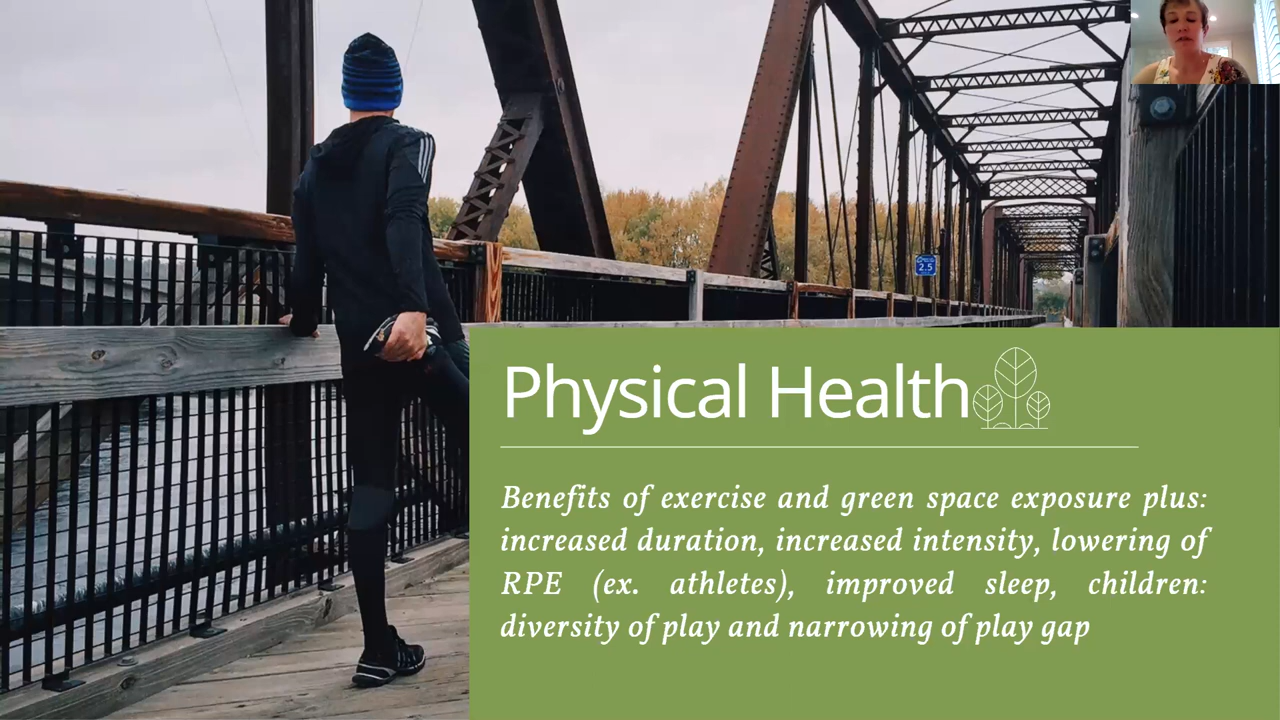 2.5
Physical Health
Benefits of exercise and green space exposure plus:
increased duration, increased intensity, lowering of
RPE (ex. athletes), improved sleep, children:
diversity of play and narrowing of play gap